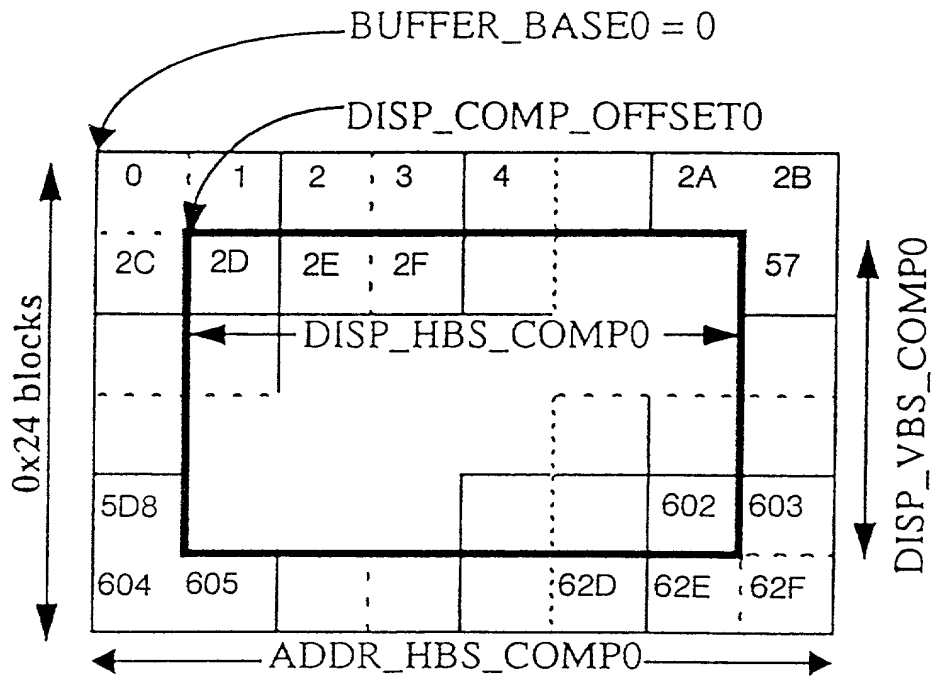 BUFFER_BASE0 = 0
DISP_COMP_OFFSET0
0 1 2 3 4 2A 2B
2C 2D 2E 2F 57
DISP_HBS_COMP0
0x24 blocks
DISP_VBS_COMP0
5D8 602 603
604 605 62D 62E 62F
ADDR_HBS_COMP0